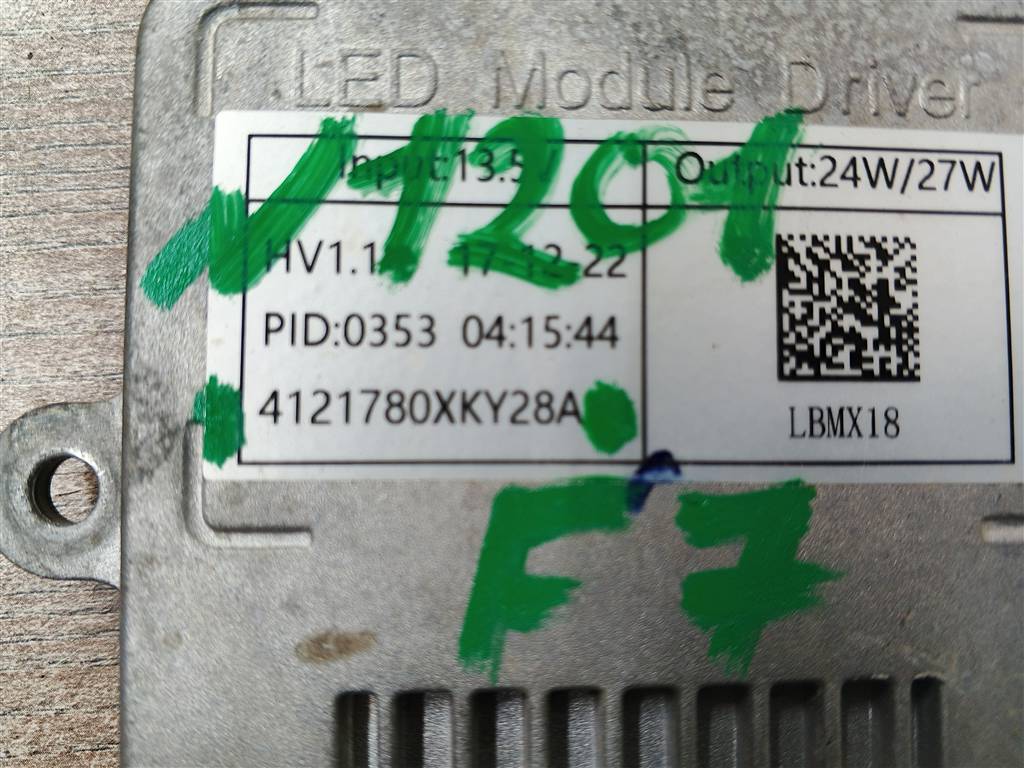 LED Module Driver
Input:13.5V Output:24W/27W
11201
HV1.1 17-12-22
PID:0353 04:15:44
4121780XKY28A
LBMX18
F7